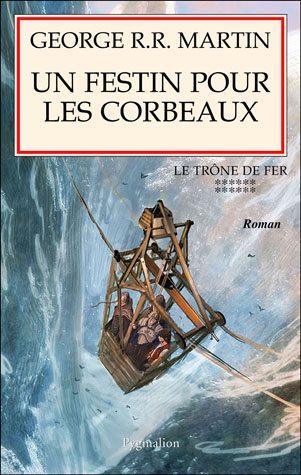 GEORGE R.R. MARTIN
UN FESTIN POUR
LES CORBEAUX
LE TRÔNE DE FER
******
******
Roman
Pygmalion